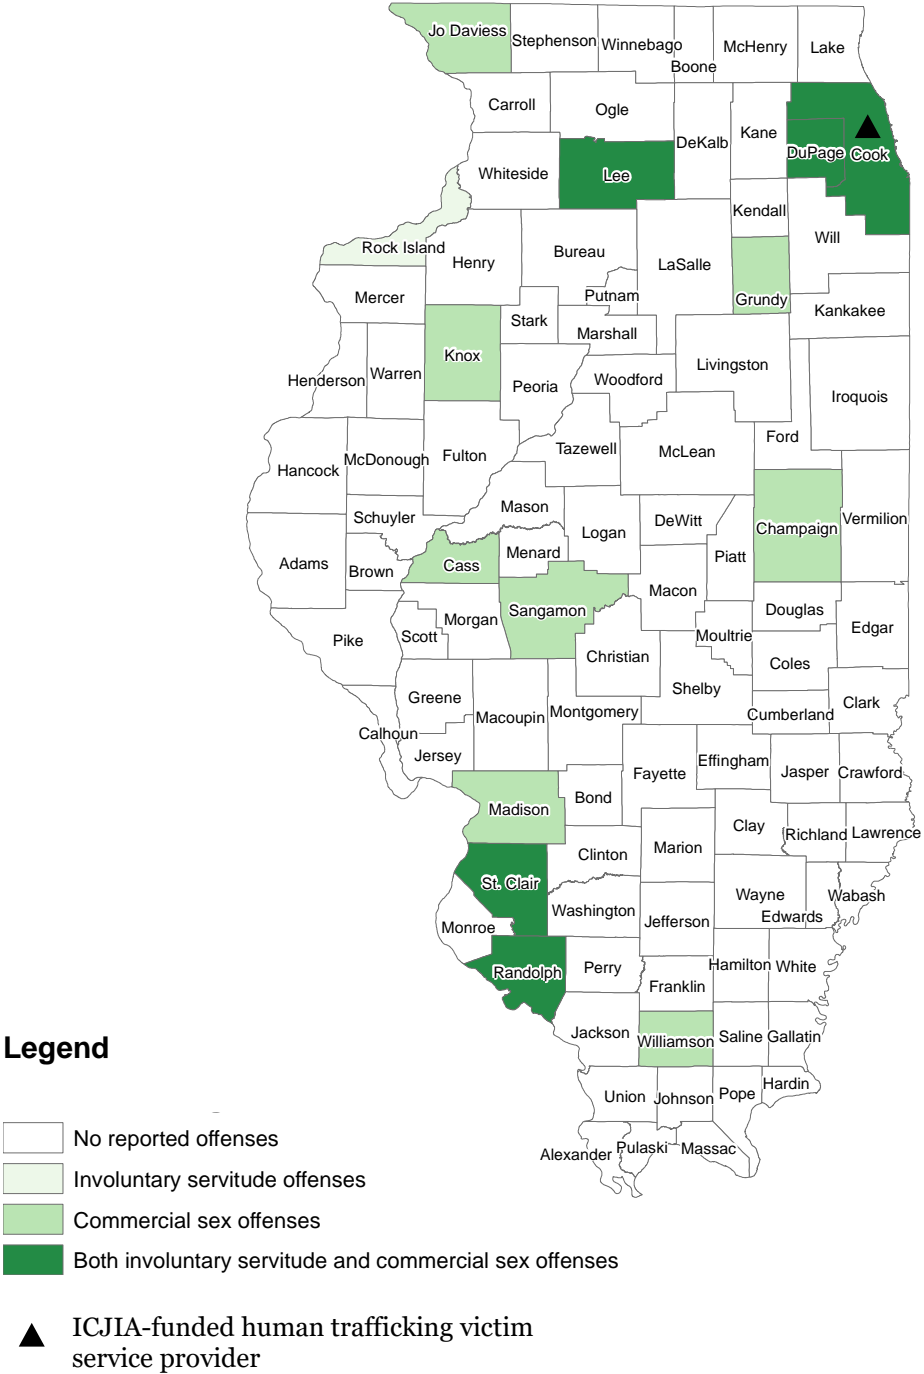 Jo Daviess
Stephenson
Winnebago
Boone
McHenry
Lake
Carroll
Ogle
DeKalb
Kane
DuPage
Cook
Whiteside
Lee
Kendall
Will
Rock Island
Henry
Bureau
LaSalle
Grundy
Mercer
Putnam
Kankakee
Stark
Marshall
Knox
Henderson
Warren
Peoria
Woodford
Livingston
Iroquois
Ford
Fulton
Tazewell
McLean
Hancock
McDonough
Mason
Schuyler
Logan
DeWitt
Champaign
Vermilion
Adams
Brown
Cass
Menard
Piatt
Macon
Sangamon
Douglas
Morgan
Scott
Pike
Moultrie
Edgar
Christian
Coles
Shelby
Greene
Macoupin
Montgomery
Cumberland
Clark
Calhoun
Jersey
Fayette
Effingham
Jasper
Crawford
Madison
Bond
Clay
Richland
Lawrence
Marion
Clinton
St. Clair
Wayne
Edwards
Wabash
Washington
Jefferson
Monroe
Randolph
Perry
Hamilton
White
Franklin
Jackson
Williamson
Saline
Gallatin
Union
Johnson
Pope
Hardin
Alexander
Pulaski
Massac
Legend
No reported offenses
Involuntary servitude offenses
Commercial sex offenses
Both involuntary servitude and commercial sex offenses
ICJIA-funded human trafficking victim
service provider